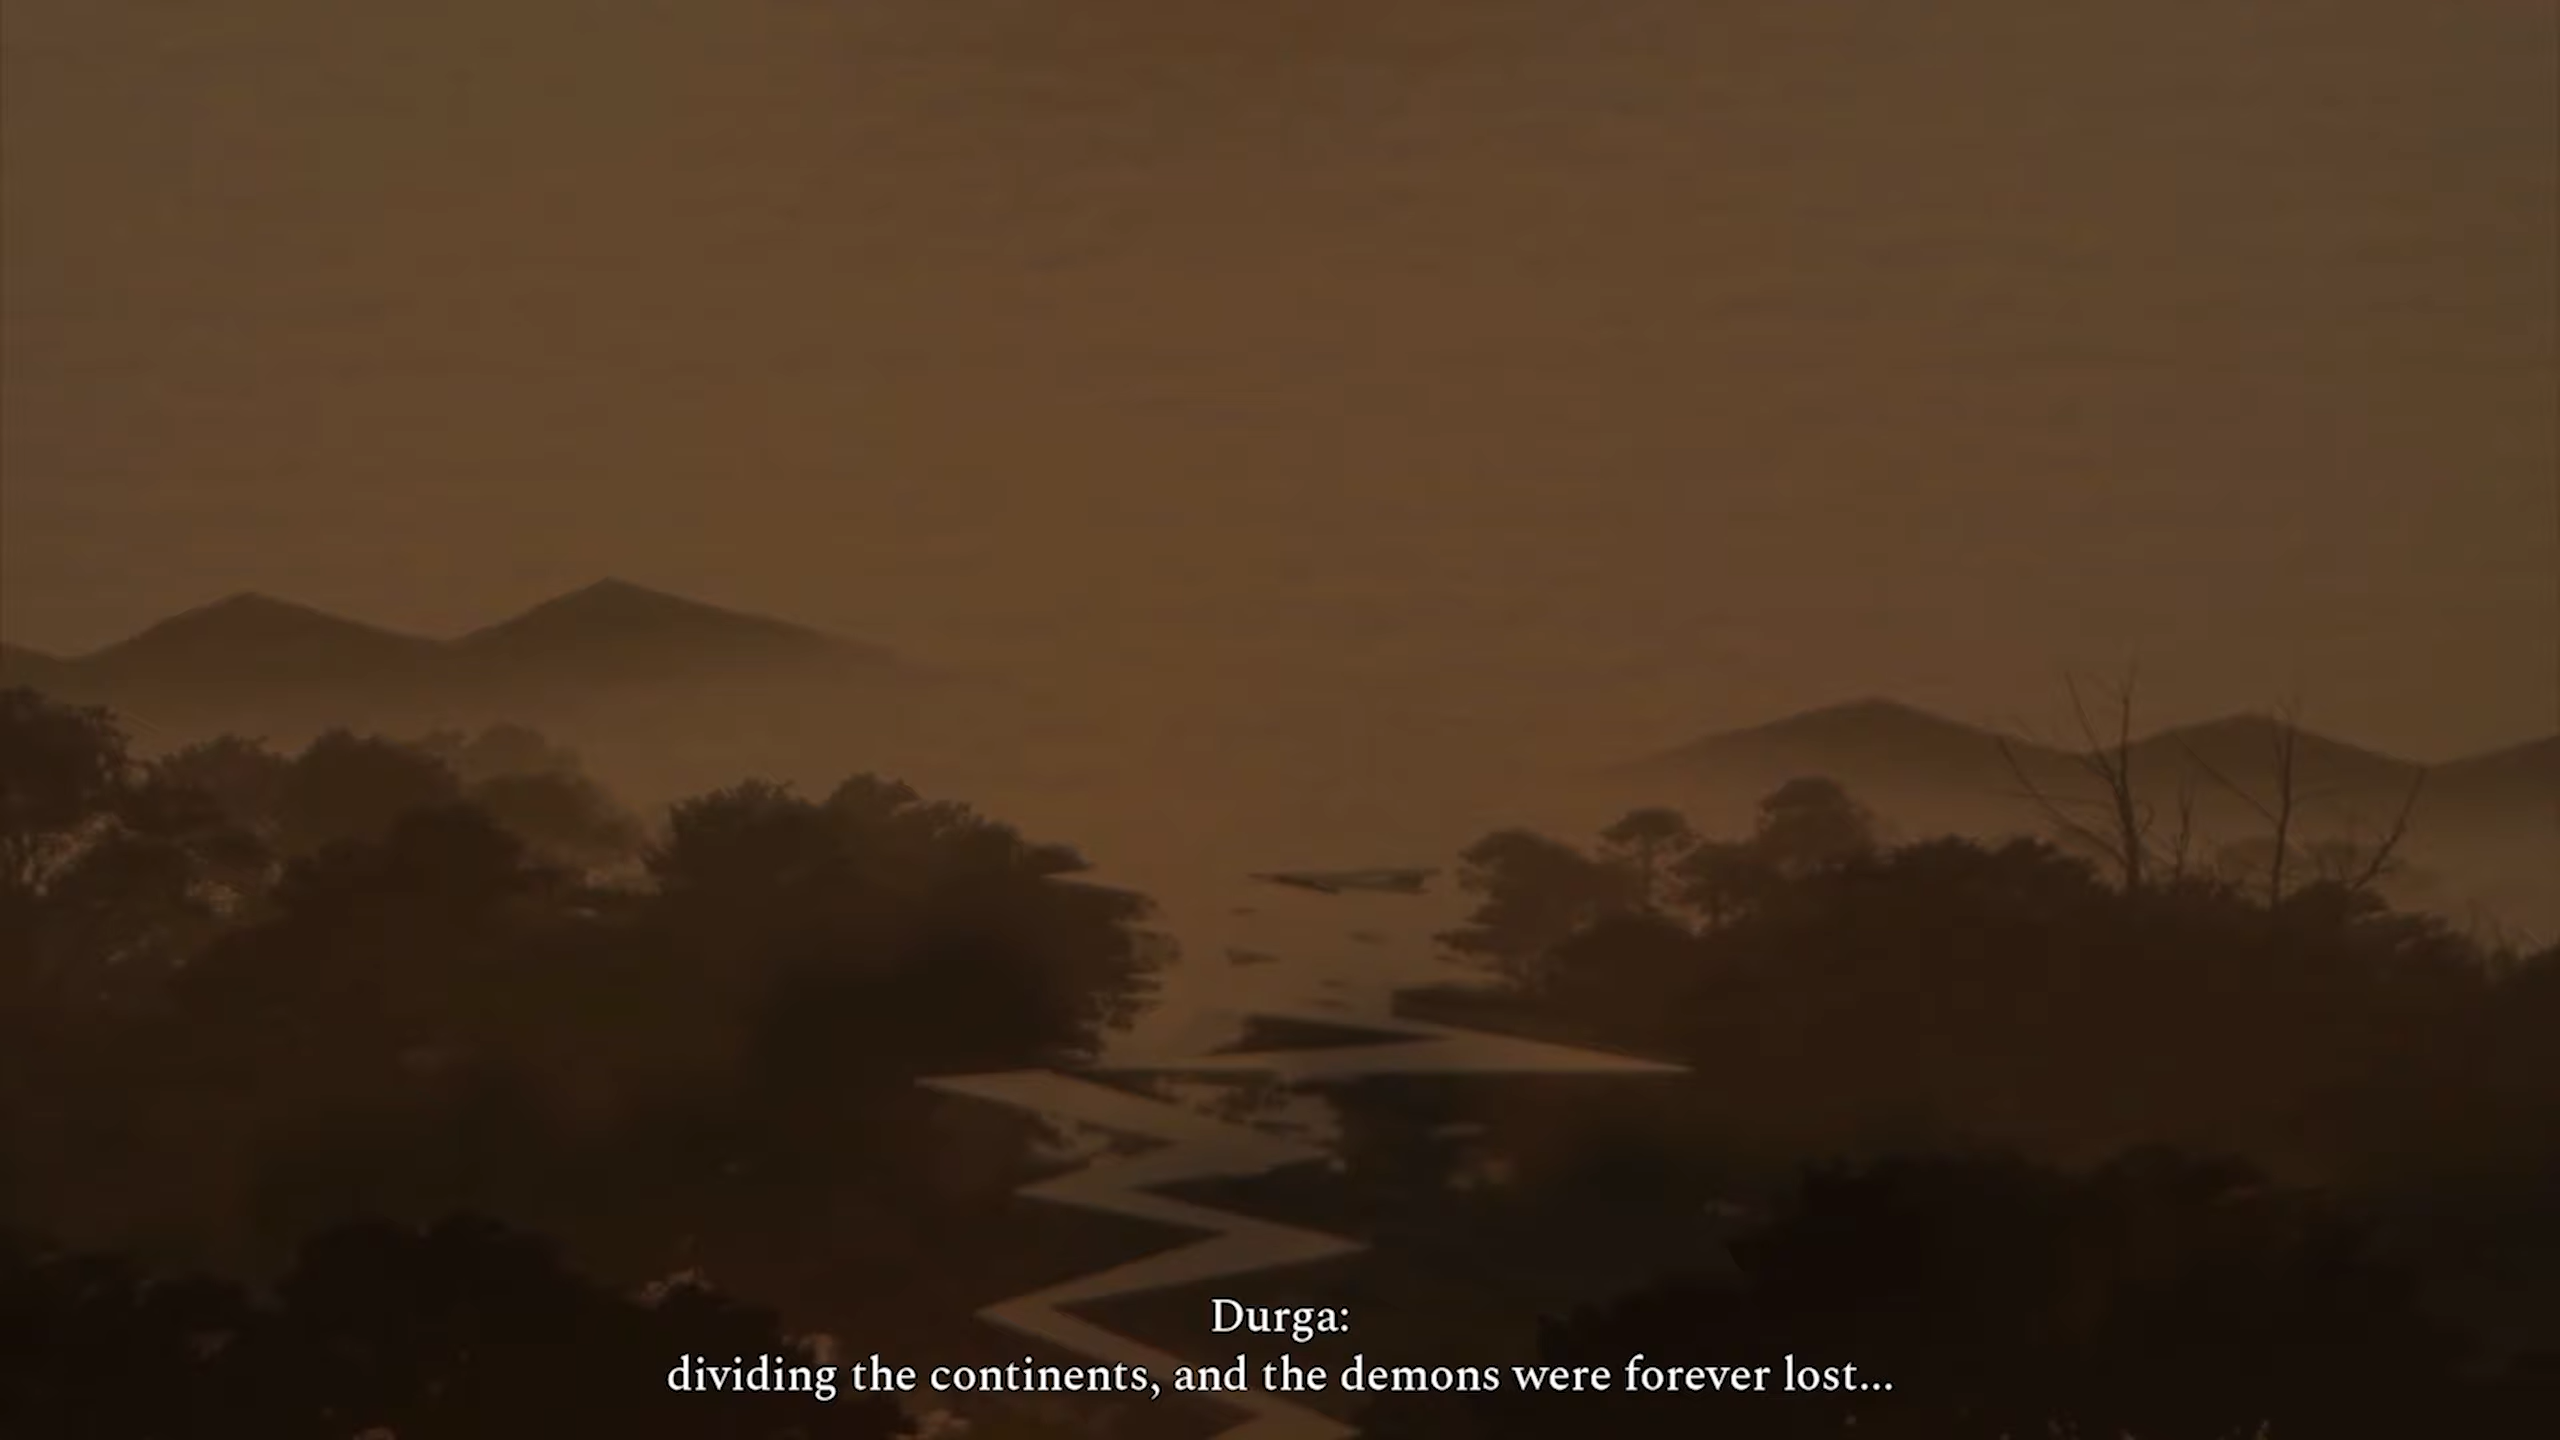 Durga:
dividing the continents, and the demons were forever lost...